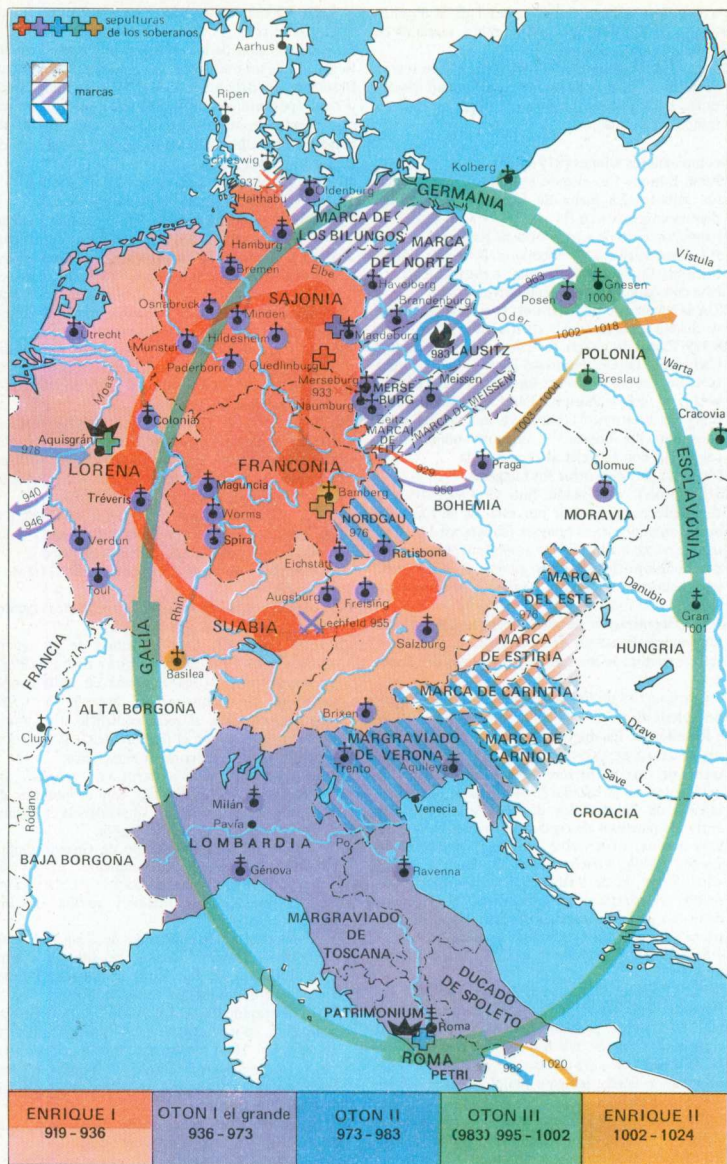 sepulturas
de los soberanos
marcas
Aarhus
Ripen
Schleswig
937
Haithabu
Oldenburg
Kolberg
GERMANIA
MARCA DE
LOS BILUNGOS
MARCA
DEL NORTE
Hamburg
Bremen
Elbe
Havelberg
Brandenburg
Vístula
963
Gnesen
1000
Posen
Oder
SAJONIA
Osnabrück
Minden
Utrecht
Münster
Hildesheim
Magdeburg
983
LAUSITZ
1002-1018
POLONIA
Warta
Paderborn
Quedlinburg
Merseburg
933
MERSE
BURG
Meissen
Breslau
Naumburg
Zeitz
MARCA
DE
ZEITZ
MARCA DE MEISSEN
1003-1004
Cracovia
Moas
Colonia
Aquisgrán
978
LORENA
FRANCONIA
929
950
Praga
Olomuc
BOHEMIA
MORAVIA
ESCLAVONIA
940
946
Tréveris
Maguncia
Worms
Bamberg
NORDGAU
976
Verdun
Spira
Eichstätt
Ratisbona
Toul
Augsburg
Freising
MARCA
DEL ESTE
976
Danubio
Gran
1001
Rhin
SUABIA
Lechfeld 955
Salzburg
MARCA
DE ESTIRIA
HUNGRIA
GALIA
FRANCIA
Basilea
ALTA BORGOÑA
Cluny
Brixen
MARCA DE CARINTIA
MARGRAVIADO
DE VERONA
MARCA DE
CARNIOLA
Drave
Save
Trento
Aquileya
Milán
Venecia
CROACIA
Pavía
LOMBARDIA
Po
Ródano
BAJA BORGOÑA
Génova
Ravenna
MARGRAVIADO
DE
TOSCANA
DUCADO
DE SPOLETO
PATRIMONIUM
Roma
ROMA
PETRI
982
1020
ENRIQUE I
919-936
OTON I el grande
936-973
OTON II
973-983
OTON III
(983) 995-1002
ENRIQUE II
1002-1024